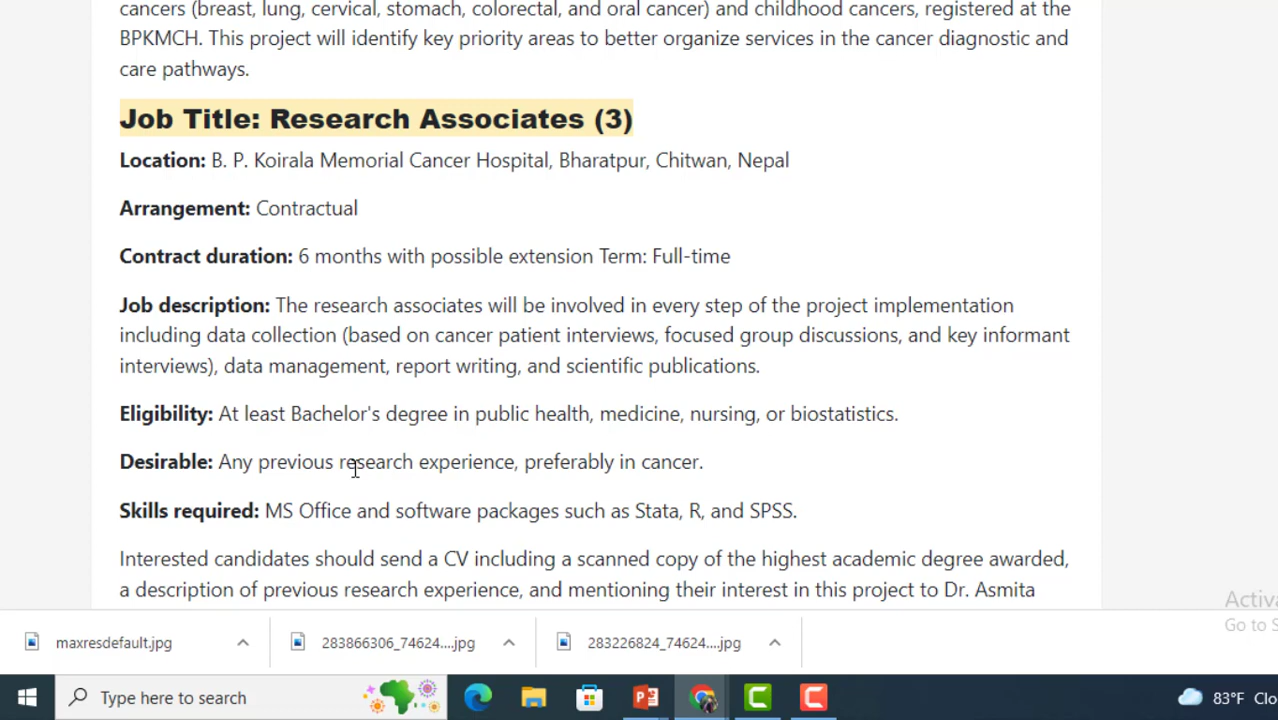 cancers (breast, lung, cervical, stomach, colorectal, and oral cancer) and childhood cancers, registered at the
BPKMCH. This project will identify key priority areas to better organize services in the cancer diagnostic and
care pathways.
Job Title: Research Associates (3)
Location: B. P. Koirala Memorial Cancer Hospital, Bharatpur, Chitwan, Nepal
Arrangement: Contractual
Contract duration: 6 months with possible extension Term: Full-time
Job description: The research associates will be involved in every step of the project implementation
including data collection (based on cancer patient interviews, focused group discussions, and key informant
interviews), data management, report writing, and scientific publications.
Eligibility: At least Bachelor's degree in public health, medicine, nursing, or biostatistics.
Desirable: Any previous research experience, preferably in cancer.
Skills required: MS Office and software packages such as Stata, R, and SPSS.
Interested candidates should send a CV including a scanned copy of the highest academic degree awarded,
a description of previous research experience, and mentioning their interest in this project to Dr. Asmita
Activa
Go to S
maxresdefault.jpg
283866306_74624....jpg
283226824_74624....jpg
Type here to search
83°F Clo